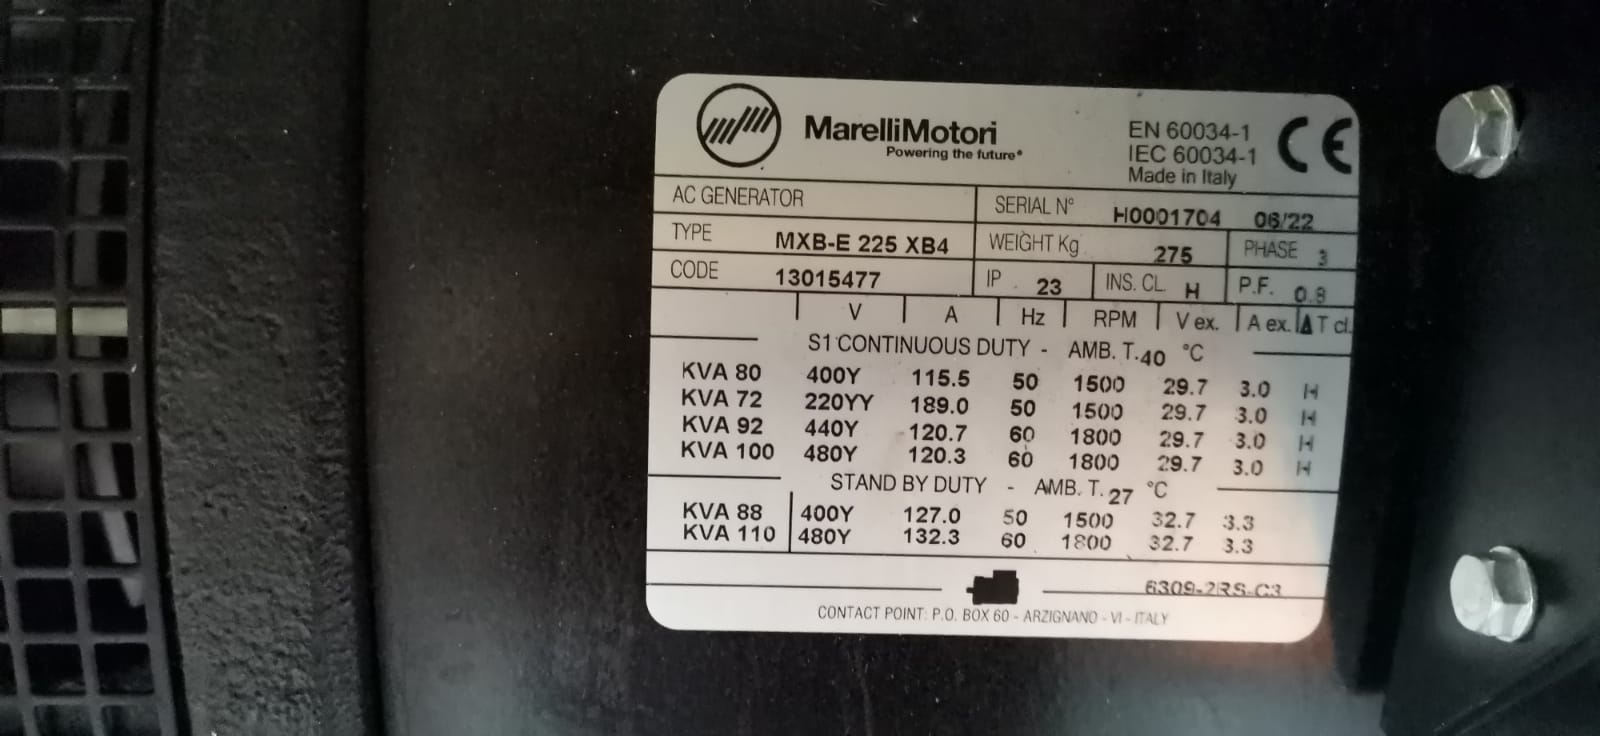 MarelliMotori
Powering the future®
EN 60034-1
IEC 60034-1
Made in Italy
CE
AC GENERATOR
SERIAL N° H0001704 06/22
TYPE MXB-E 225 XB4
WEIGHT Kg 275 PHASE 3
CODE 13015477
IP . 23 INS. CL. H P.F. 0.8
V A Hz RPM V ex. A ex. Δ T cl.
S1 CONTINUOUS DUTY - AMB. T. 40 °C
KVA 80 400Y 115.5 50 1500 29.7 3.0 H
KVA 72 220YY 189.0 50 1500 29.7 3.0 H
KVA 92 440Y 120.7 60 1800 29.7 3.0 H
KVA 100 480Y 120.3 60 1800 29.7 3.0 H
STAND BY DUTY - AMB. T. 27 °C
KVA 88 400Y 127.0 50 1500 32.7 3.3
KVA 110 480Y 132.3 60 1800 32.7 3.3
6309-2RS-C3
CONTACT POINT: P.O. BOX 60 - ARZIGNANO - VI - ITALY